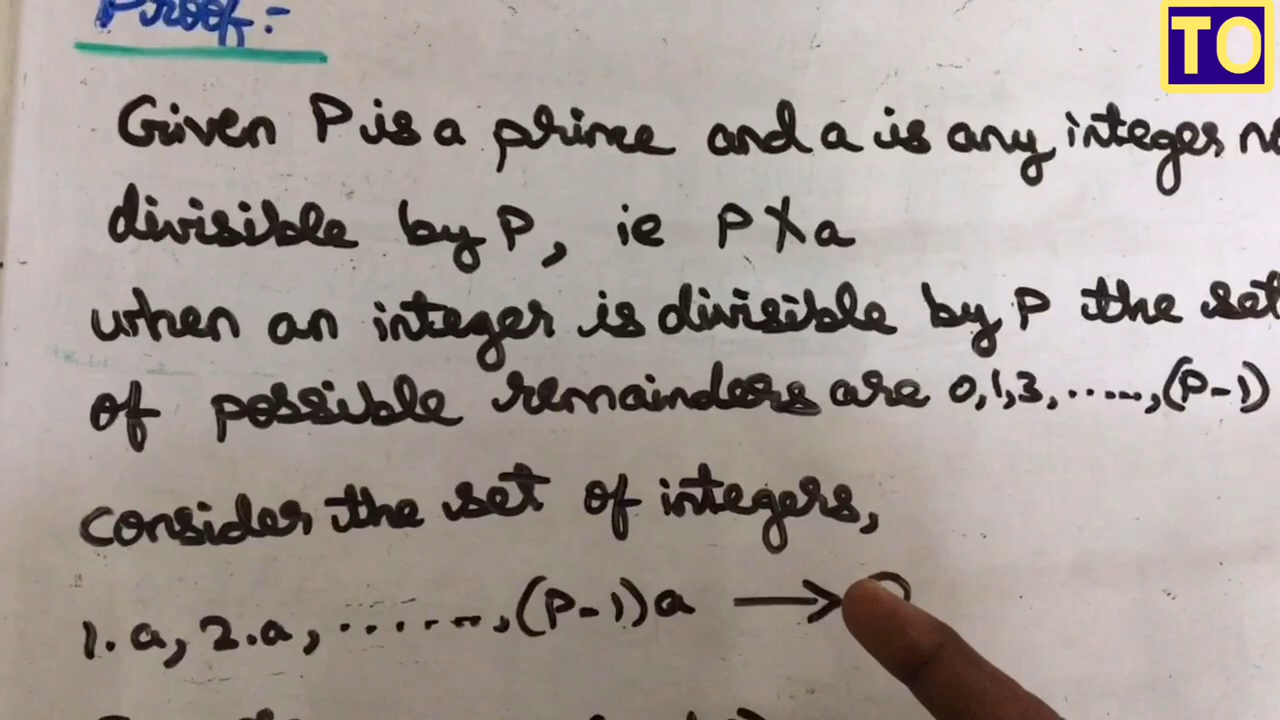 Proof:-
TO
Given P is a prime and a is any integer
divisible by P, ie P∤a
when an integer is divisible by P the set
of possible remainders are 0,1,3,.....,(P-1)
consider the set of integers,
1.a, 2.a, ......,(P-1)a →